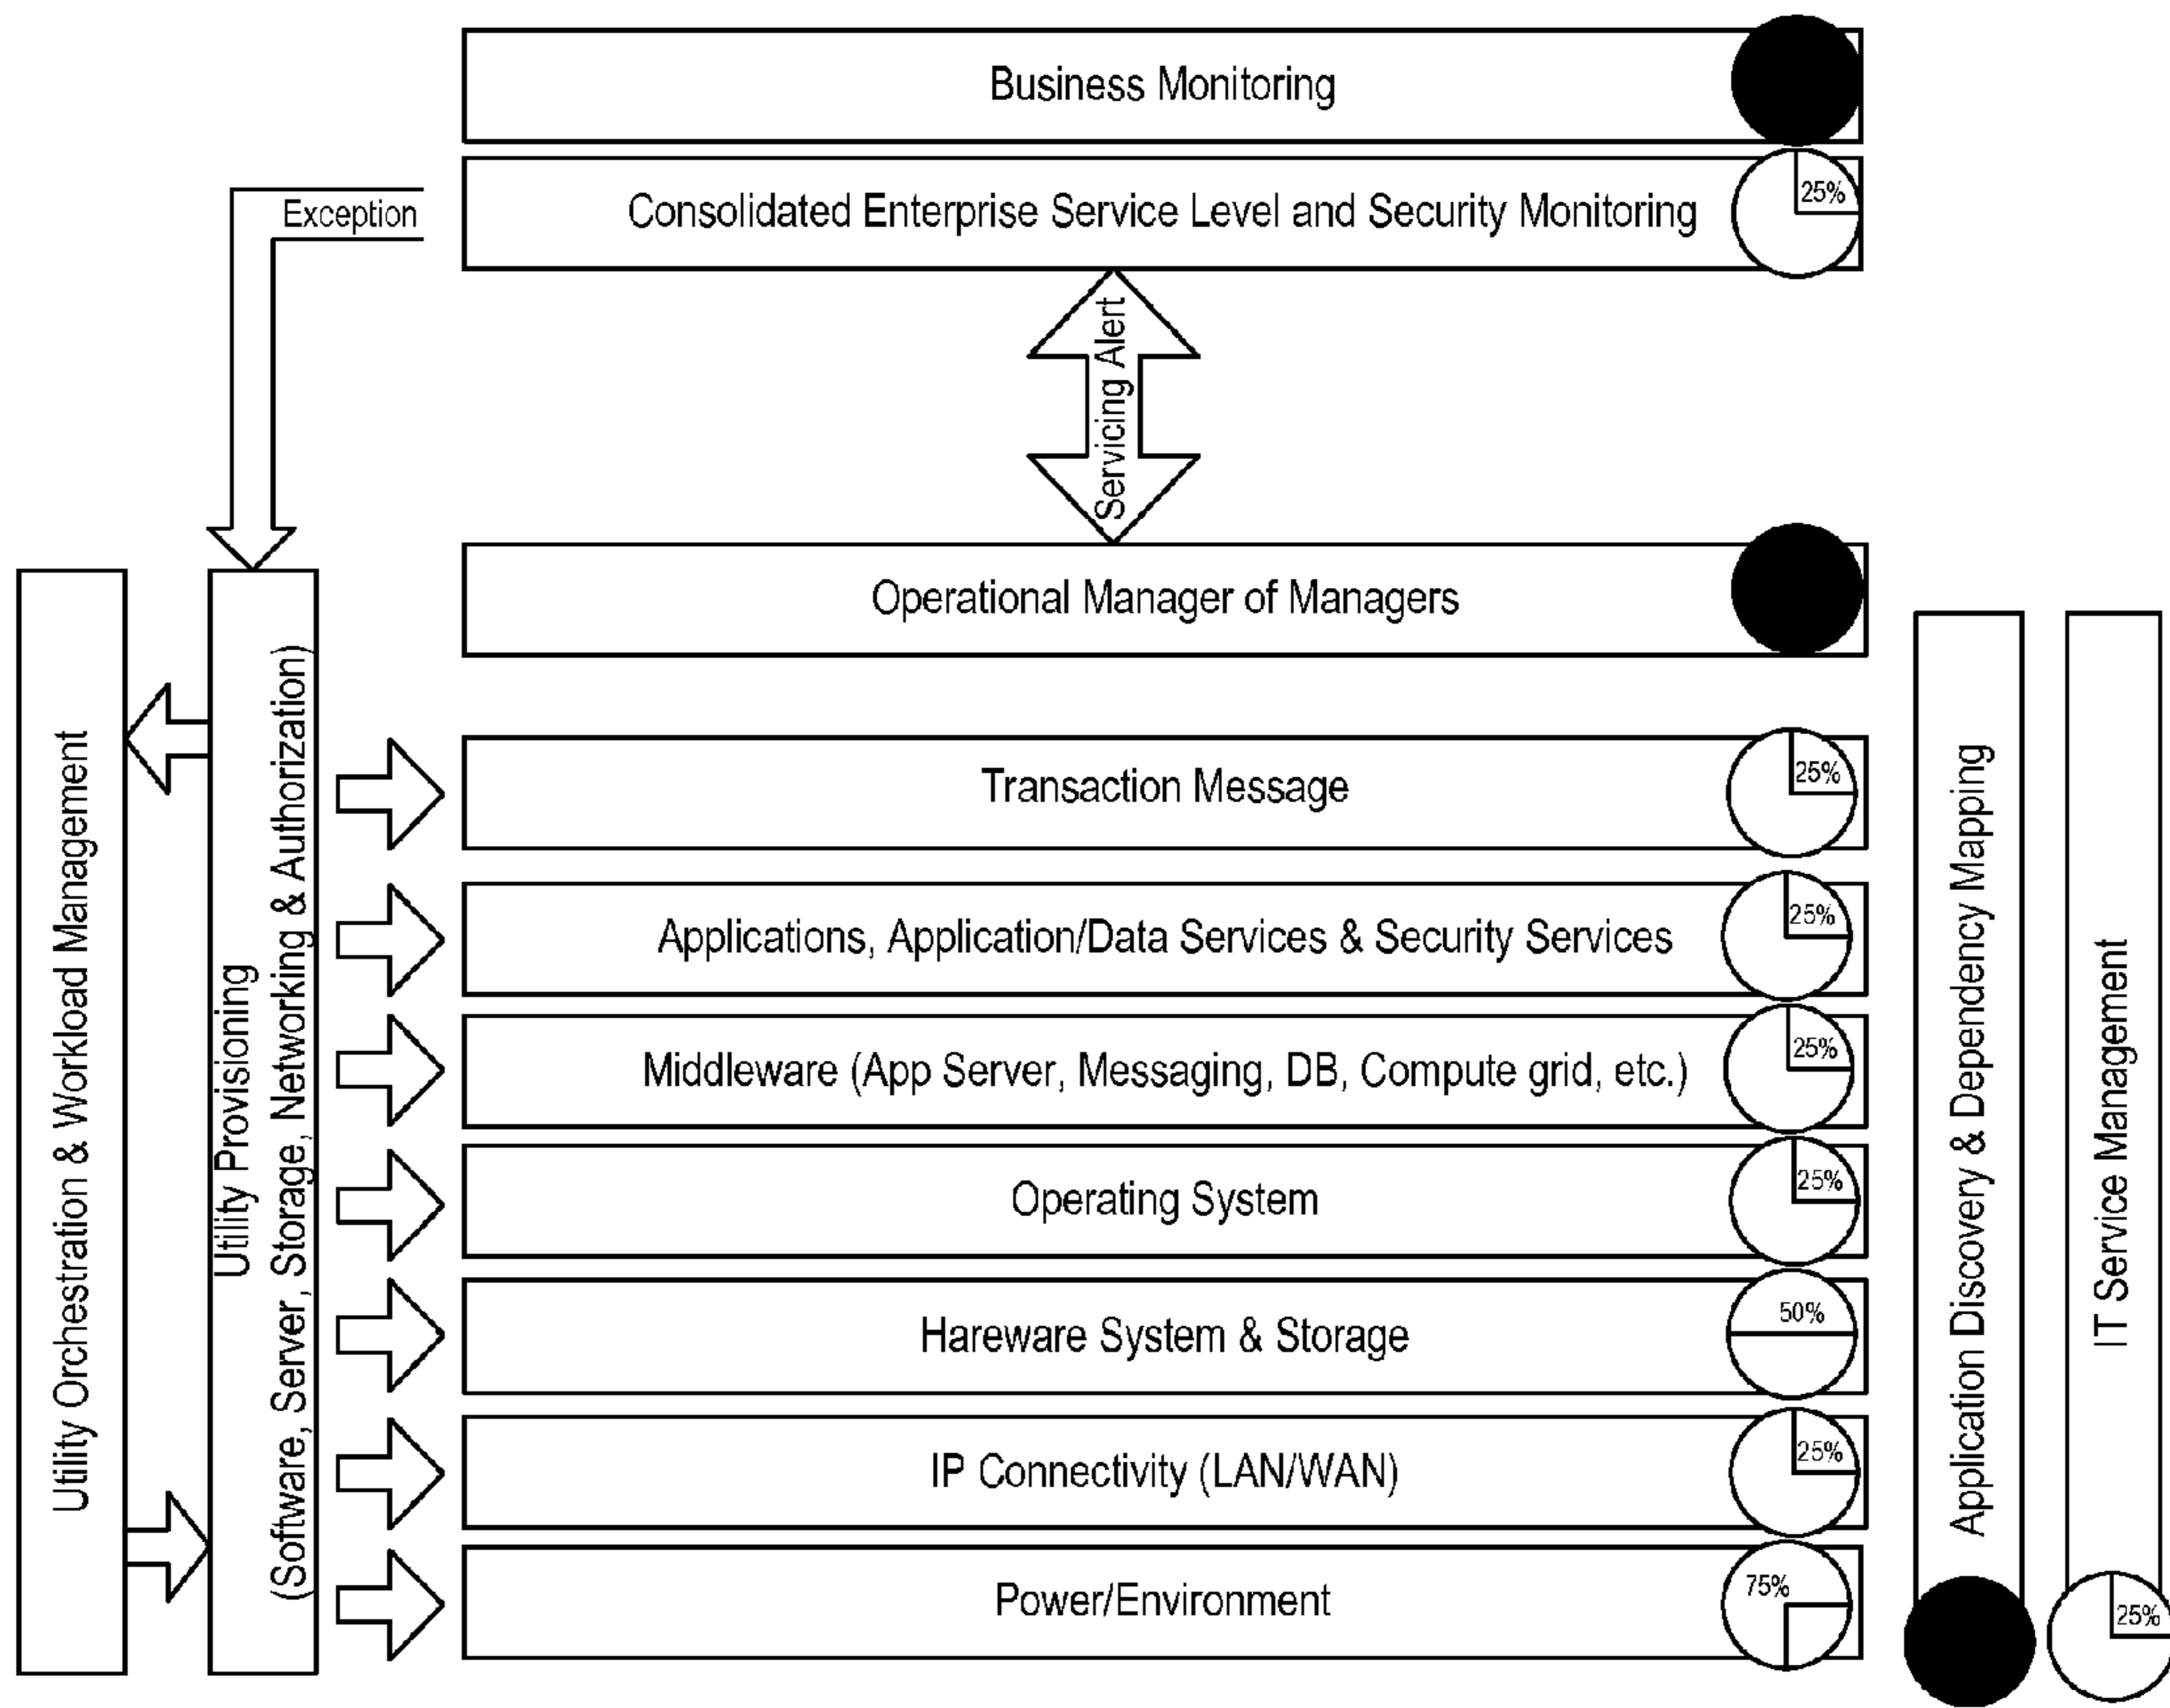 Business Monitoring
Consolidated Enterprise Service Level and Security Monitoring
25%
Exception
Servicing Alert
Operational Manager of Managers
Utility Orchestration & Workload Management
Utility Provisioning
(Software, Server, Storage, Networking & Authorization)
Transaction Message
25%
Applications, Application/Data Services & Security Services
25%
Middleware (App Server, Messaging, DB, Compute grid, etc.)
25%
Operating System
25%
Hareware System & Storage
50%
IP Connectivity (LAN/WAN)
25%
Power/Environment
75%
Application Discovery & Dependency Mapping
IT Service Management
25%